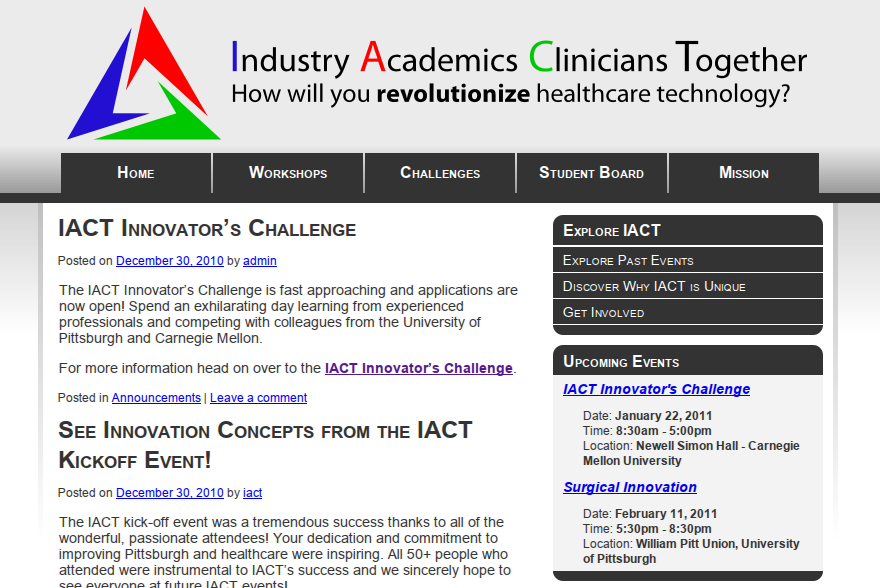 Industry Academics Clinicians Together
How will you revolutionize healthcare technology?
Home Workshops Challenges Student Board Mission
IACT Innovator's Challenge
Posted on December 30, 2010 by admin
The IACT Innovator's Challenge is fast approaching and applications are
now open! Spend an exhilarating day learning from experienced
professionals and competing with colleagues from the University of
Pittsburgh and Carnegie Mellon.
For more information head on over to the IACT Innovator's Challenge.
Posted in Announcements | Leave a comment
See Innovation Concepts from the IACT
Kickoff Event!
Posted on December 30, 2010 by iact
The IACT kick-off event was a tremendous success thanks to all of the
wonderful, passionate attendees! Your dedication and commitment to
improving Pittsburgh and healthcare were inspiring. All 50+ people who
attended were instrumental to IACT's success and we sincerely hope to
see everyone at future IACT events!
Explore IACT
Explore Past Events
Discover Why IACT is Unique
Get Involved
Upcoming Events
IACT Innovator's Challenge
Date: January 22, 2011
Time: 8:30am - 5:00pm
Location: Newell Simon Hall - Carnegie
Mellon University
Surgical Innovation
Date: February 11, 2011
Time: 5:30pm - 8:30pm
Location: William Pitt Union, University
of Pittsburgh